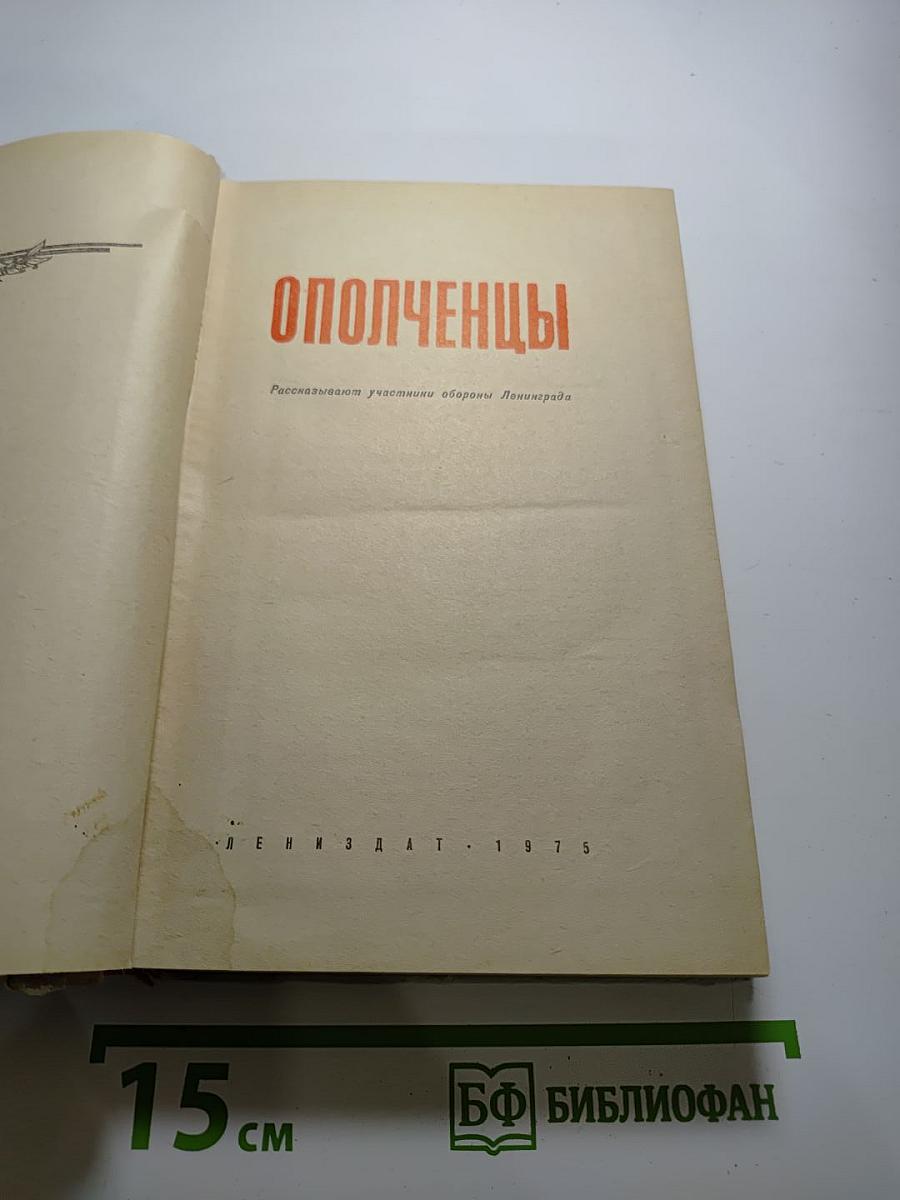 ОПОЛЧЕНЦЫ
Рассказывают участники обороны Ленинграда
·ЛЕНИЗДАТ·1975
15 см
БФ БИБЛИОФАН